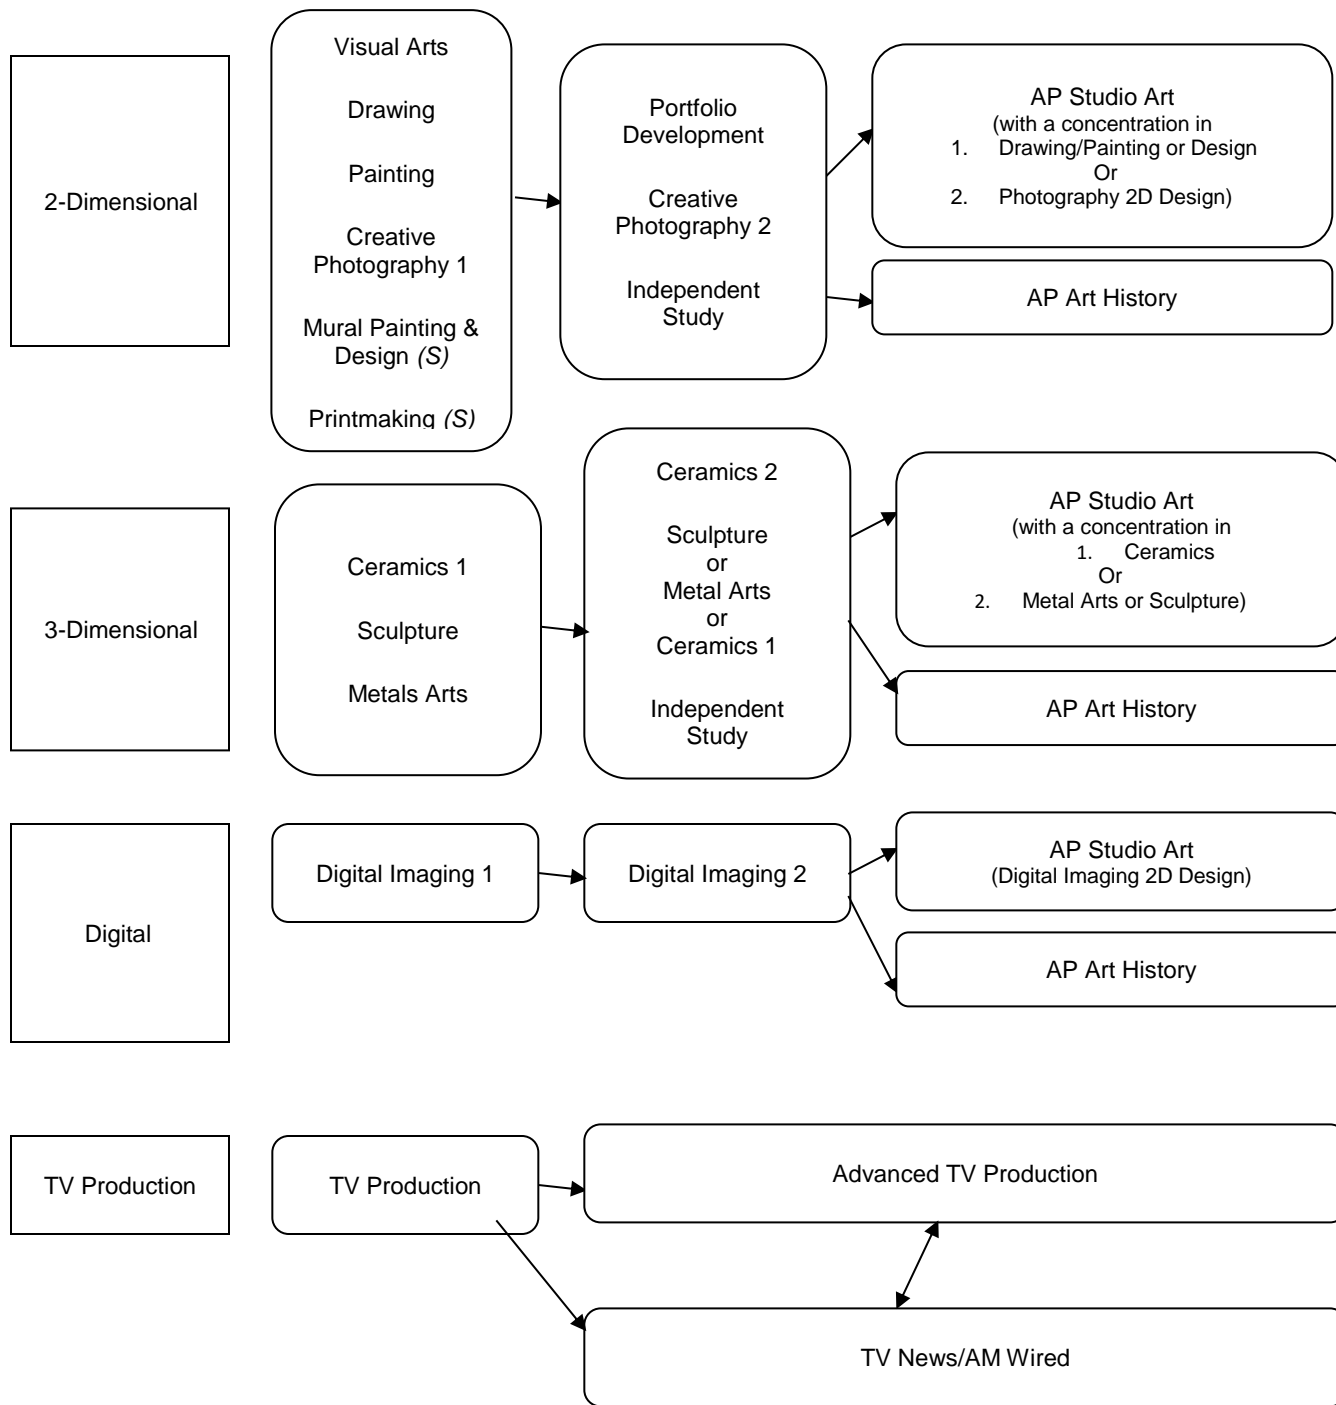 2-Dimensional
Visual Arts
Drawing
Painting
Creative
Photography 1
Mural Painting &
Design (S)
Printmaking (S)
Portfolio
Development
Creative
Photography 2
Independent
Study
AP Studio Art
(with a concentration in
1. Drawing/Painting or Design
Or
2. Photography 2D Design)
AP Art History
3-Dimensional
Ceramics 1
Sculpture
Metals Arts
Ceramics 2
Sculpture
or
Metal Arts
or
Ceramics 1
Independent
Study
AP Studio Art
(with a concentration in
1. Ceramics
Or
2. Metal Arts or Sculpture)
AP Art History
Digital
Digital Imaging 1
Digital Imaging 2
AP Studio Art
(Digital Imaging 2D Design)
AP Art History
TV Production
TV Production
Advanced TV Production
TV News/AM Wired